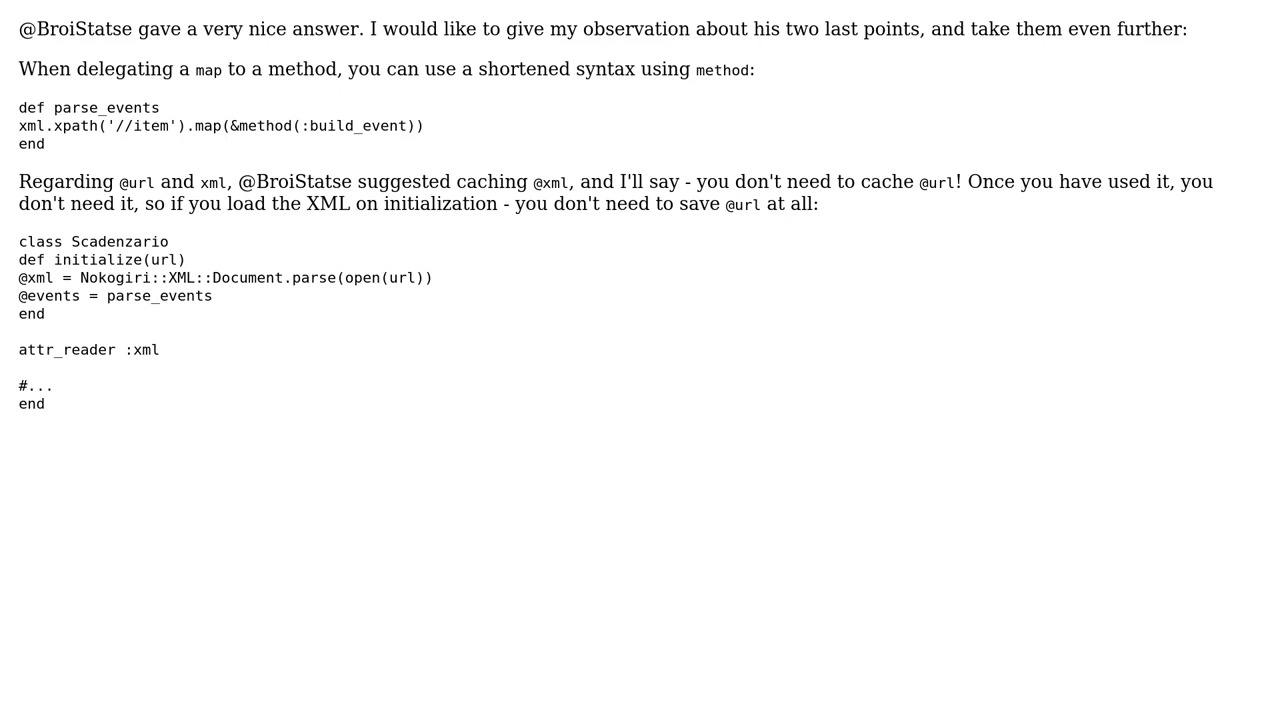 @BroiStatse gave a very nice answer. I would like to give my observation about his two last points, and take them even further:
When delegating a map to a method, you can use a shortened syntax using method:
def parse_events
xml.xpath('//item').map(&method(:build_event))
end
Regarding @url and xml, @BroiStatse suggested caching @xml, and I'll say - you don't need to cache @url! Once you have used it, you
don't need it, so if you load the XML on initialization - you don't need to save @url at all:
class Scadenzario
def initialize(url)
@xml = Nokogiri::XML::Document.parse(open(url))
@events = parse_events
end
attr_reader :xml
#...
end